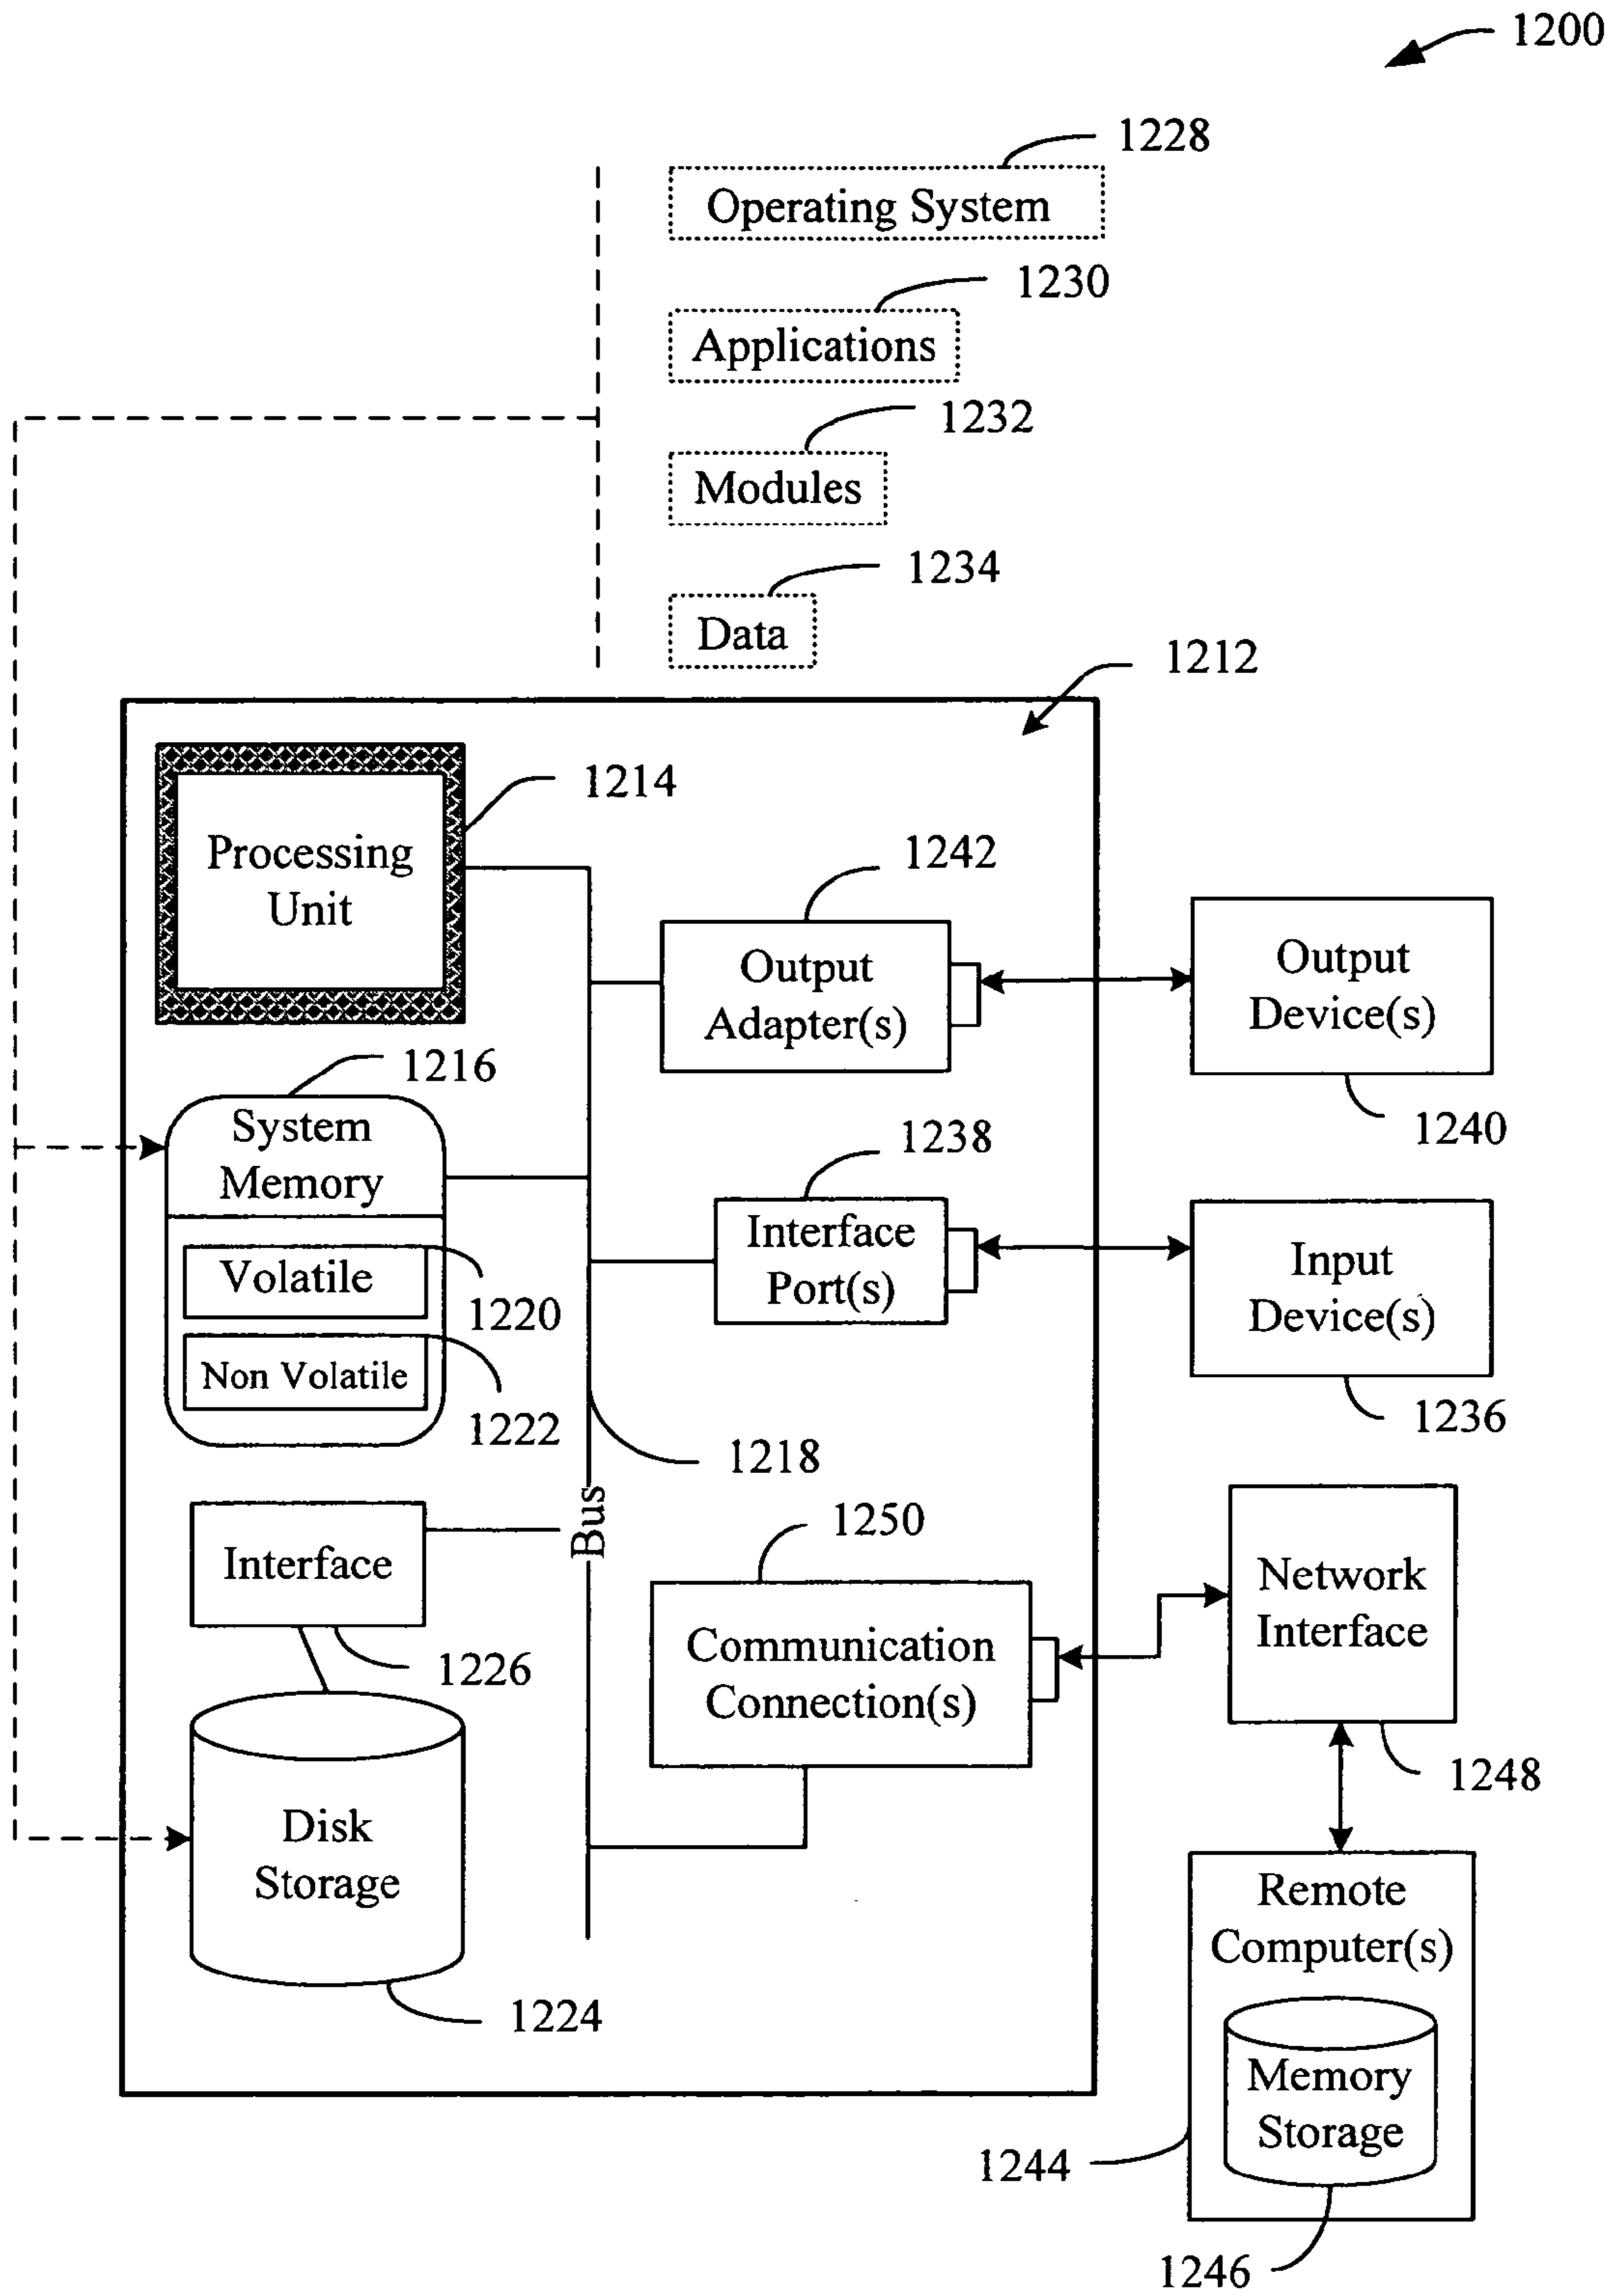 1200
1228
Operating System
1230
Applications
1232
Modules
1234
Data
1212
1214
Processing
Unit
1242
Output
Adapter(s)
Output
Device(s)
1240
1216
System
Memory
1238
Interface
Port(s)
Input
Device(s)
1236
Volatile
1220
Non Volatile
1222
1218
Bus
1250
Interface
1226
Communication
Connection(s)
Network
Interface
1248
Disk
Storage
1224
Remote
Computer(s)
Memory
Storage
1244
1246